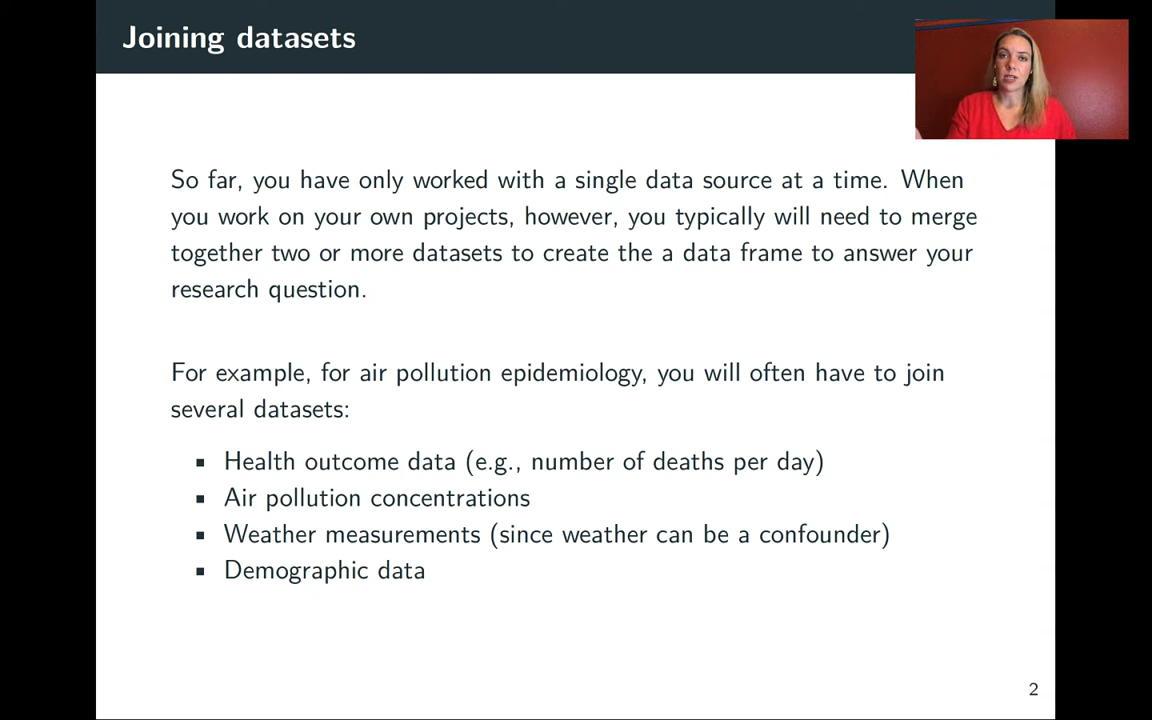 Joining datasets
So far, you have only worked with a single data source at a time. When
you work on your own projects, however, you typically will need to merge
together two or more datasets to create the a data frame to answer your
research question.
For example, for air pollution epidemiology, you will often have to join
several datasets:
▪ Health outcome data (e.g., number of deaths per day)
▪ Air pollution concentrations
▪ Weather measurements (since weather can be a confounder)
▪ Demographic data
2